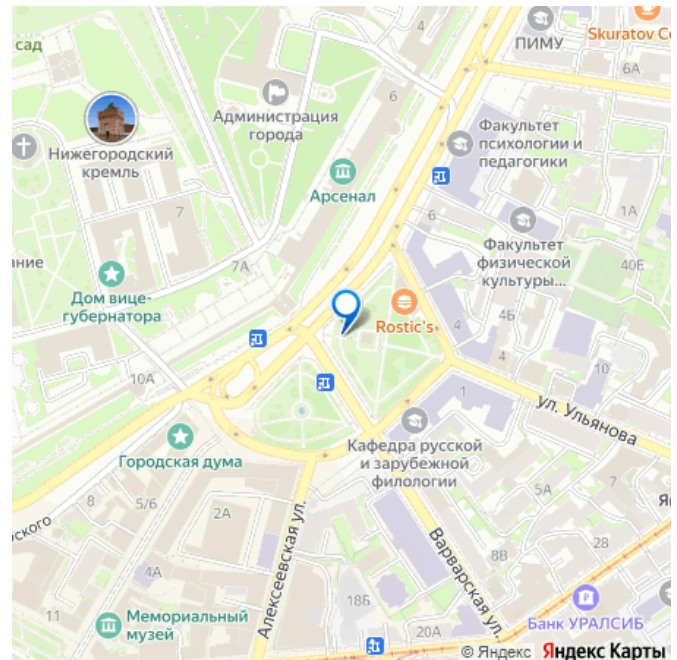 сад
ПИМУ
Skuratov Co
6А
Администрация
города
6
Факультет
психологии и
педагогики
Нижегородский
кремль
Арсенал
7
6
1А
Факультет
физической
культуры...
40Е
ание
7А
Дом вице-
губернатора
Rostic's
4Б
4
4
10
10А
1
ул. Ульянова
Городская дума
Кафедра русской
и зарубежной
филологии
8
5/6
2А
5А
7
Яп
рского
Алексеевская ул.
Варварская ул.
8В
28
4А
18Б
11
Мемориальный
музей
20А
Банк УРАЛСИБ
© Яндекс Яндекс Карты